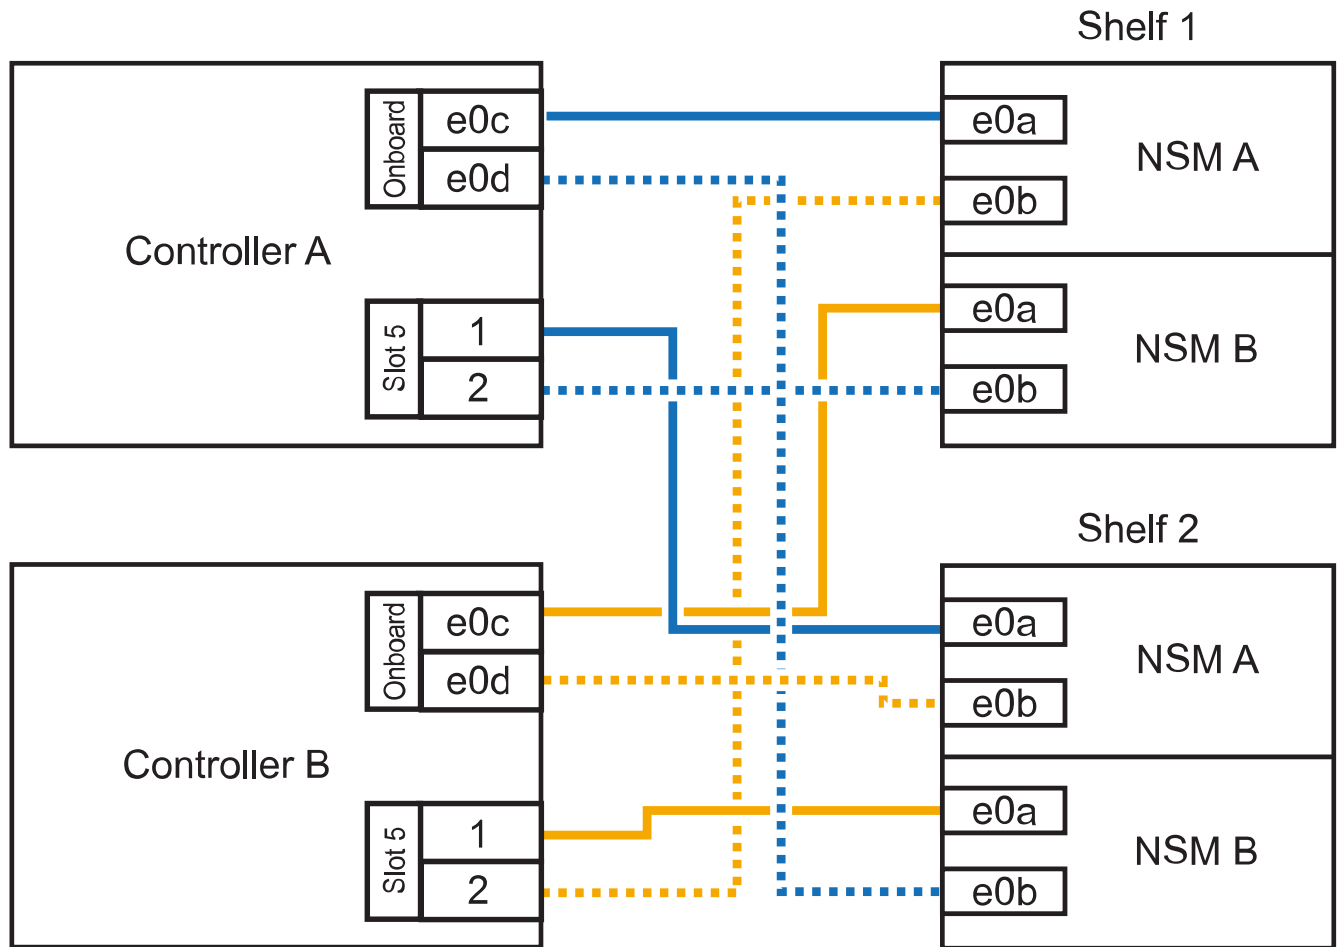 Shelf 1
Controller A
Onboard
e0c
e0d
Slot 5
1
2
e0a
e0b
NSM A
e0a
e0b
NSM B
Shelf 2
Controller B
Onboard
e0c
e0d
Slot 5
1
2
e0a
e0b
NSM A
e0a
e0b
NSM B